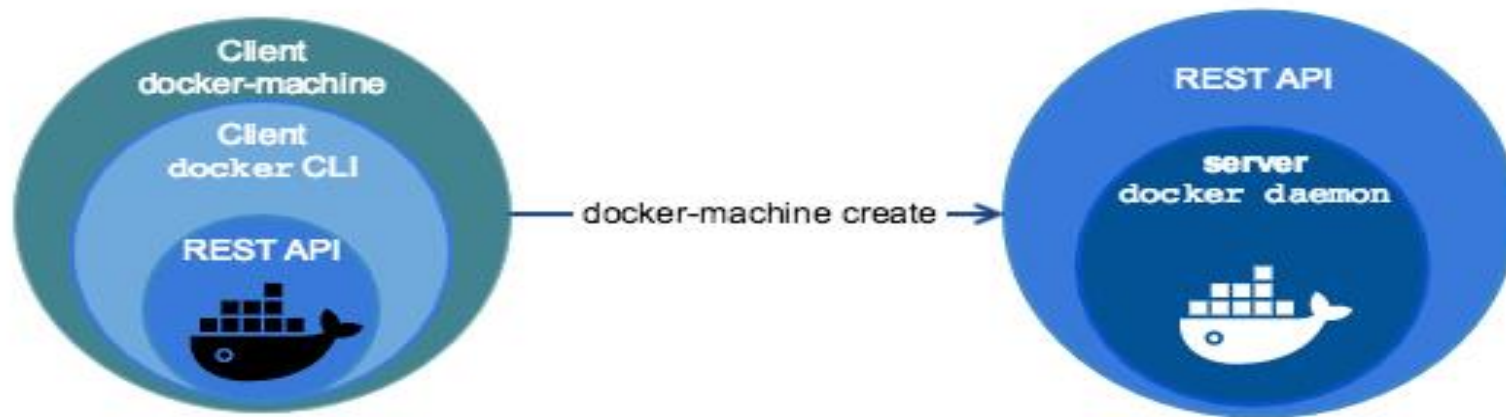 Client
docker-machine
Client
docker CLI
REST API
docker-machine create
REST API
server
docker daemon